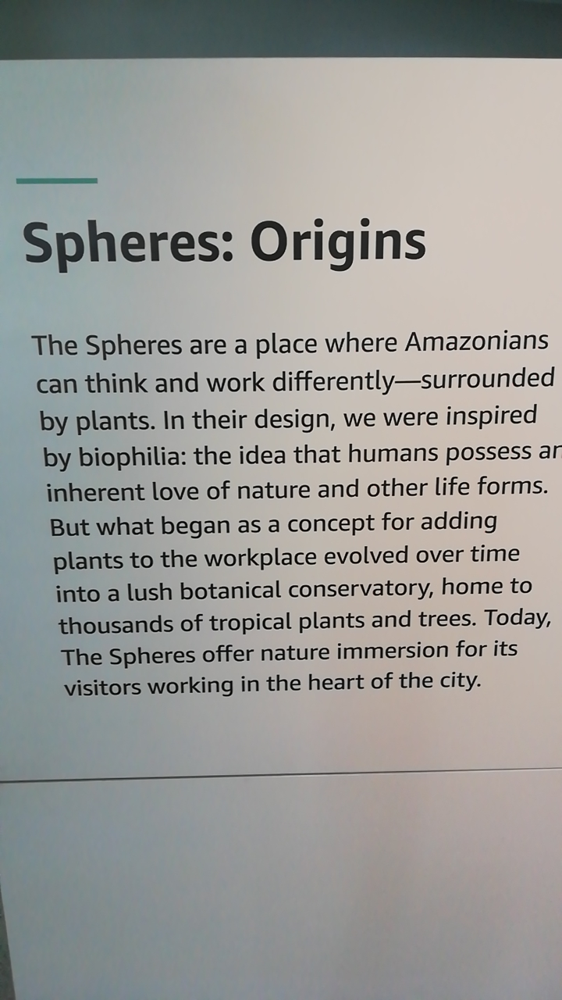 Spheres: Origins
The Spheres are a place where Amazonians
can think and work differently—surrounded
by plants. In their design, we were inspired
by biophilia: the idea that humans possess an
inherent love of nature and other life forms.
But what began as a concept for adding
plants to the workplace evolved over time
into a lush botanical conservatory, home to
thousands of tropical plants and trees. Today,
The Spheres offer nature immersion for its
visitors working in the heart of the city.